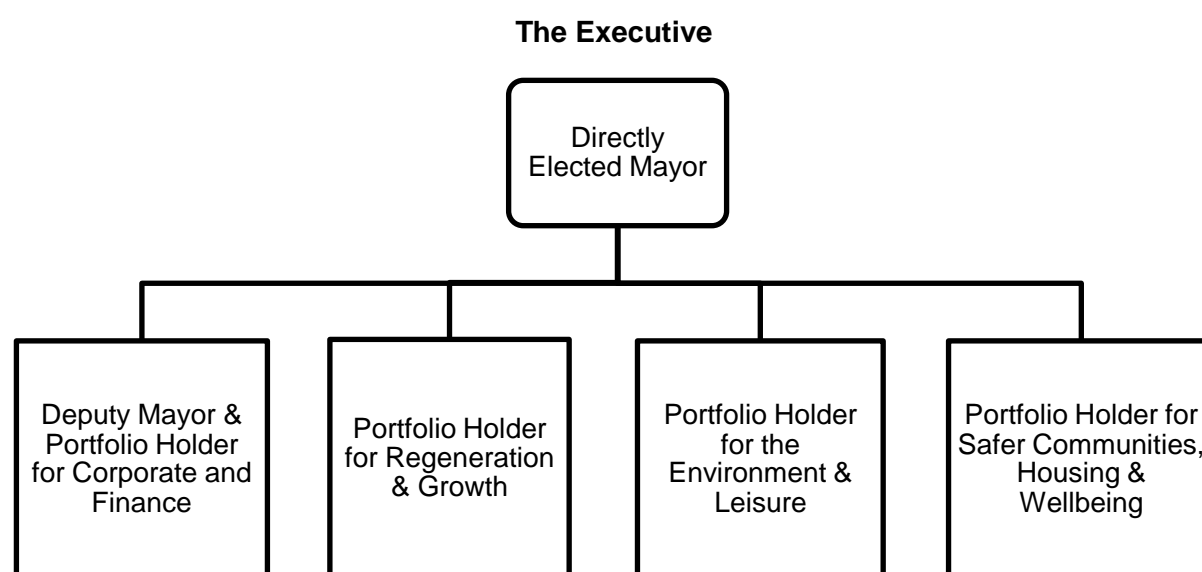 The Executive
Directly
Elected Mayor
Deputy Mayor &
Portfolio Holder
for Corporate and
Finance
Portfolio Holder
for Regeneration
& Growth
Portfolio Holder
for the
Environment &
Leisure
Portfolio Holder for
Safer Communities,
Housing &
Wellbeing